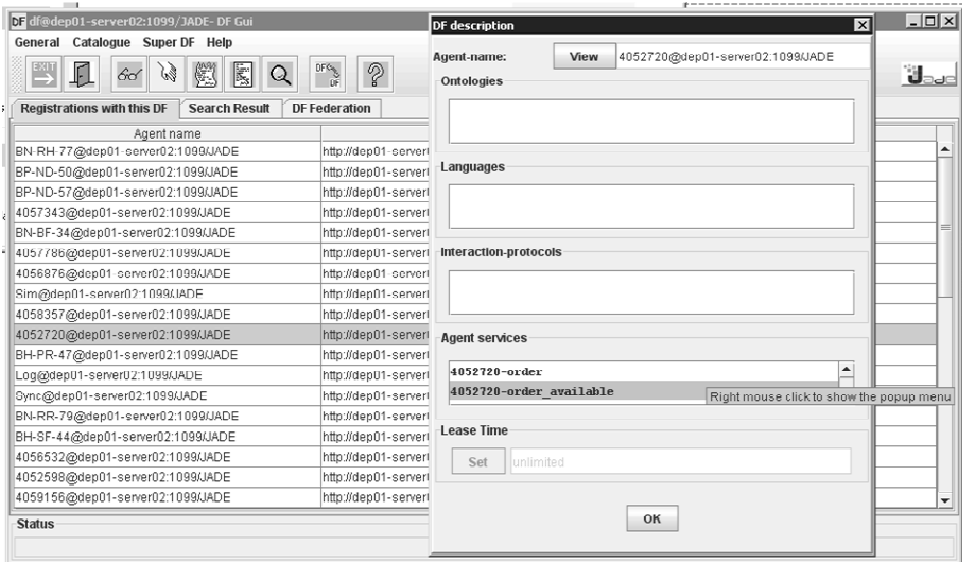 DF df@dep01-server02:1099/JADE- DF Gui
General Catalogue Super DF Help
EXIT DF DF
Jade
Registrations with this DF Search Result DF Federation
Agent name
BN-RH-77@dep01-server02:1099/JADE http://dep01-server
BP-ND-50@dep01-server02:1099/JADE http://dep01-server
BP-ND-57@dep01-server02:1099/JADE http://dep01-server
4057343@dep01-server02:1099/JADE http://dep01-server
BN-BF-34@dep01-server02:1099/JADE http://dep01-server
4057786@dep01-server02:1099/JADE http://dep01-server
4056876@dep01-server02:1099/JADE http://dep01-server
Sim@dep01-server02:1099/JADE http://dep01-server
4058357@dep01-server02:1099/JADE http://dep01-server
4052720@dep01-server02:1099/JADE http://dep01-server
BH-PR-47@dep01-server02:1099/JADE http://dep01-server
Log@dep01-server02:1099/JADE http://dep01-server
Sync@dep01-server02:1099/JADE http://dep01-server
BN-RR-79@dep01-server02:1099/JADE http://dep01-server
BH-SF-44@dep01-server02:1099/JADE http://dep01-server
4056532@dep01-server02:1099/JADE http://dep01-server
4052598@dep01-server02:1099/JADE http://dep01-server
4059156@dep01-server02:1099/JADE http://dep01-server
Status
DF description
Agent-name: View 4052720@dep01-server02:1099/JADE
Ontologies
Languages
Interaction-protocols
Agent services
4052720-order
4052720-order_available
Right mouse click to show the popup menu
Lease Time
Set unlimited
OK